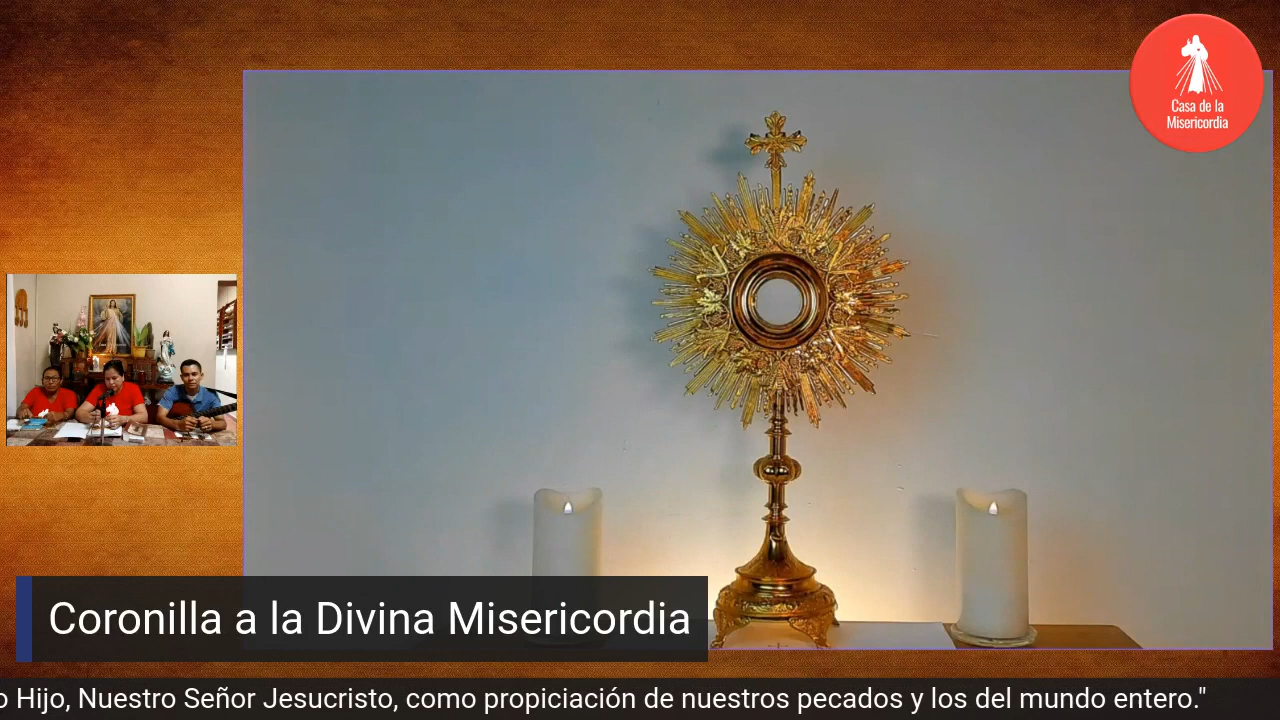 Casa de la
Misericordia
Coronilla a la Divina Misericordia
o Hijo, Nuestro Señor Jesucristo, como propiciación de nuestros pecados y los del mundo entero."